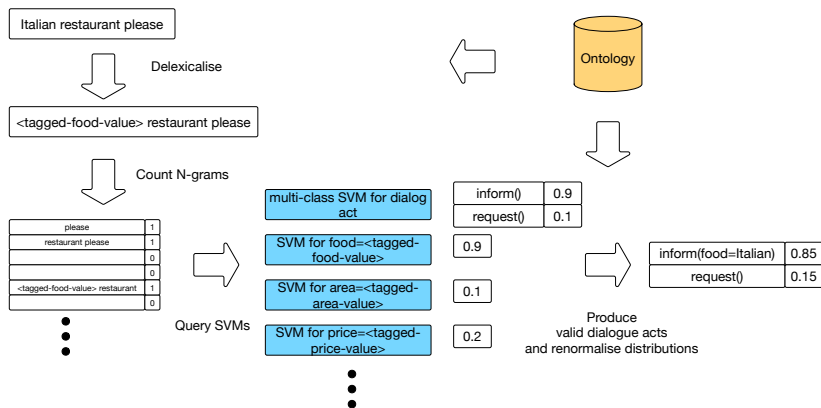 Italian restaurant please
Delexicalise
Ontology
<tagged-food-value> restaurant please
Count N-grams
please 1
restaurant please 1
0
0
<tagged-food-value> restaurant 1
0
Query SVMs
multi-class SVM for dialog
act
SVM for food=<tagged-
food-value>
SVM for area=<tagged-
area-value>
SVM for price=<tagged-
price-value>
inform() 0.9
request() 0.1
0.9
0.1
0.2
Produce
valid dialogue acts
and renormalise distributions
inform(food=Italian) 0.85
request() 0.15